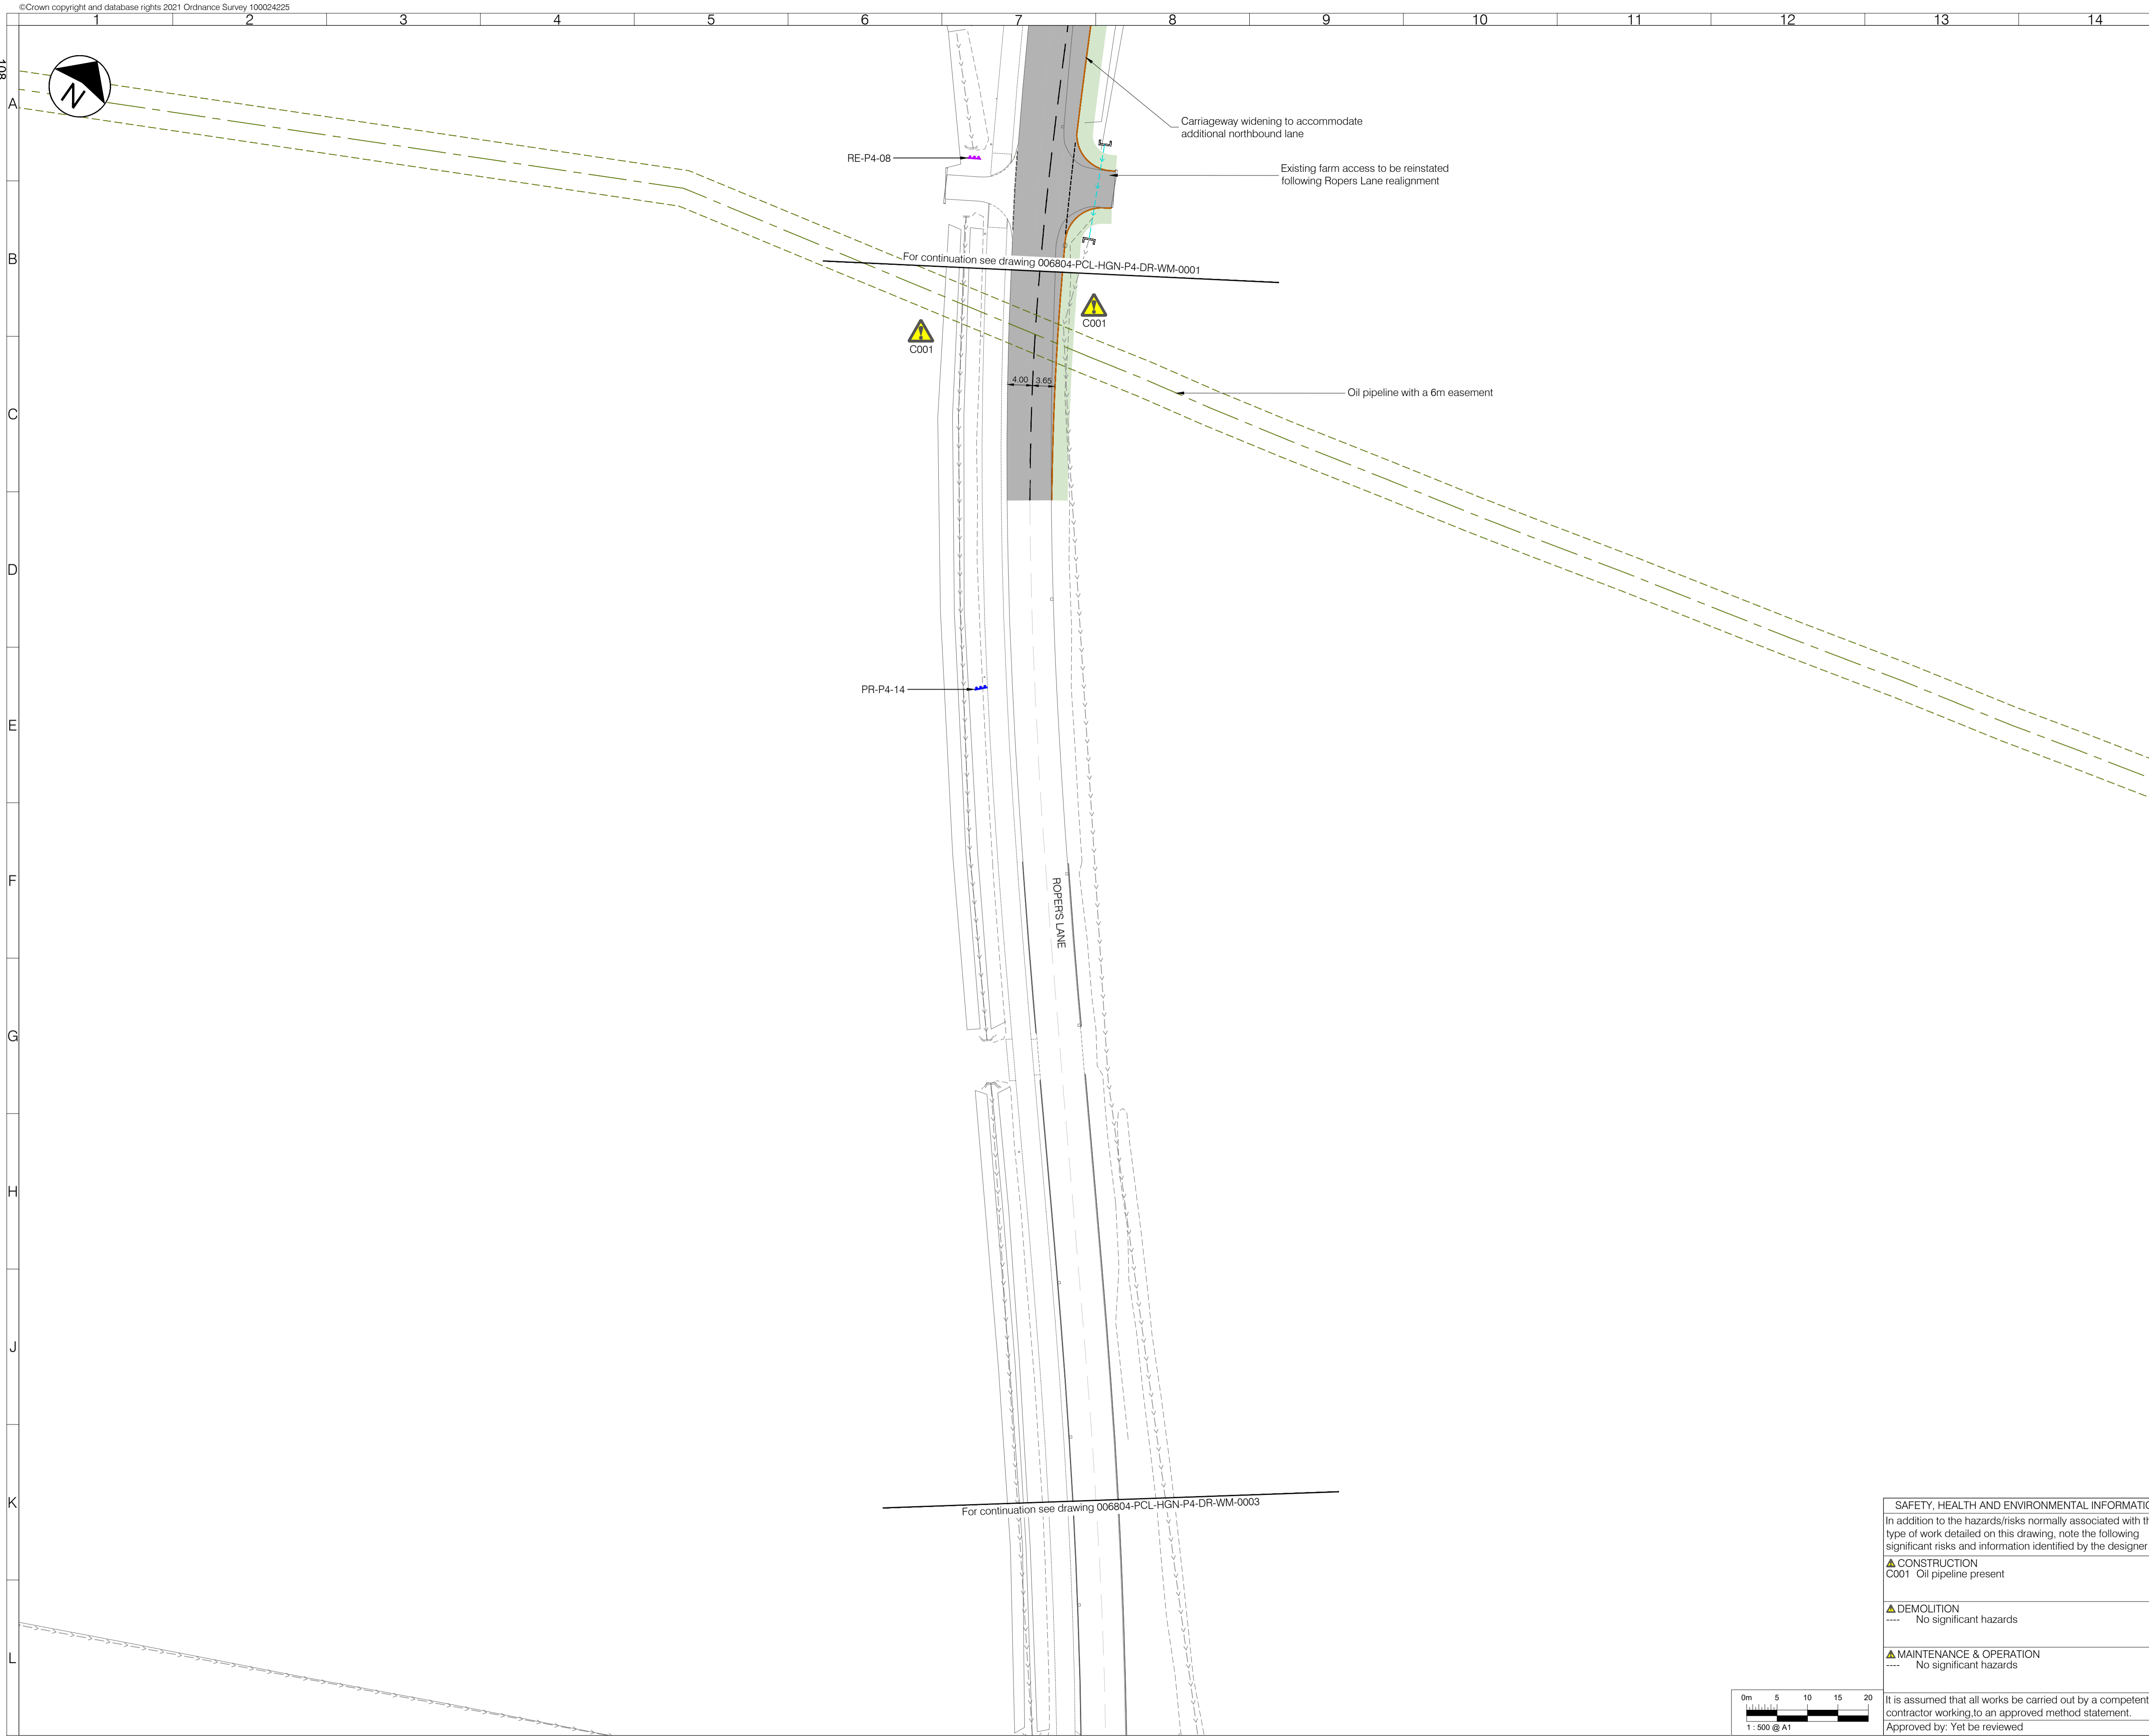 ©Crown copyright and database rights 2021 Ordnance Survey 100024225
1 2 3 4 5 6 7 8 9 10 11 12 13 14
108
A
N
Carriageway widening to accommodate
additional northbound lane
RE-P4-08
Existing farm access to be reinstated
following Ropers Lane realignment
B
For continuation see drawing 006804-PCL-HGN-P4-DR-WM-0001
C001
C001
4.00 3.65
Oil pipeline with a 6m easement
C
D
PR-P4-14
E
F
ROPER'S LANE
G
H
J
K
For continuation see drawing 006804-PCL-HGN-P4-DR-WM-0003
L
0m 5 10 15 20
1 : 500 @ A1
SAFETY, HEALTH AND ENVIRONMENTAL INFORMATIO
In addition to the hazards/risks normally associated with th
type of work detailed on this drawing, note the following
significant risks and information identified by the designer
CONSTRUCTION
C001 Oil pipeline present
DEMOLITION
---- No significant hazards
MAINTENANCE & OPERATION
---- No significant hazards
It is assumed that all works be carried out by a competent
contractor working,to an approved method statement.
Approved by: Yet be reviewed